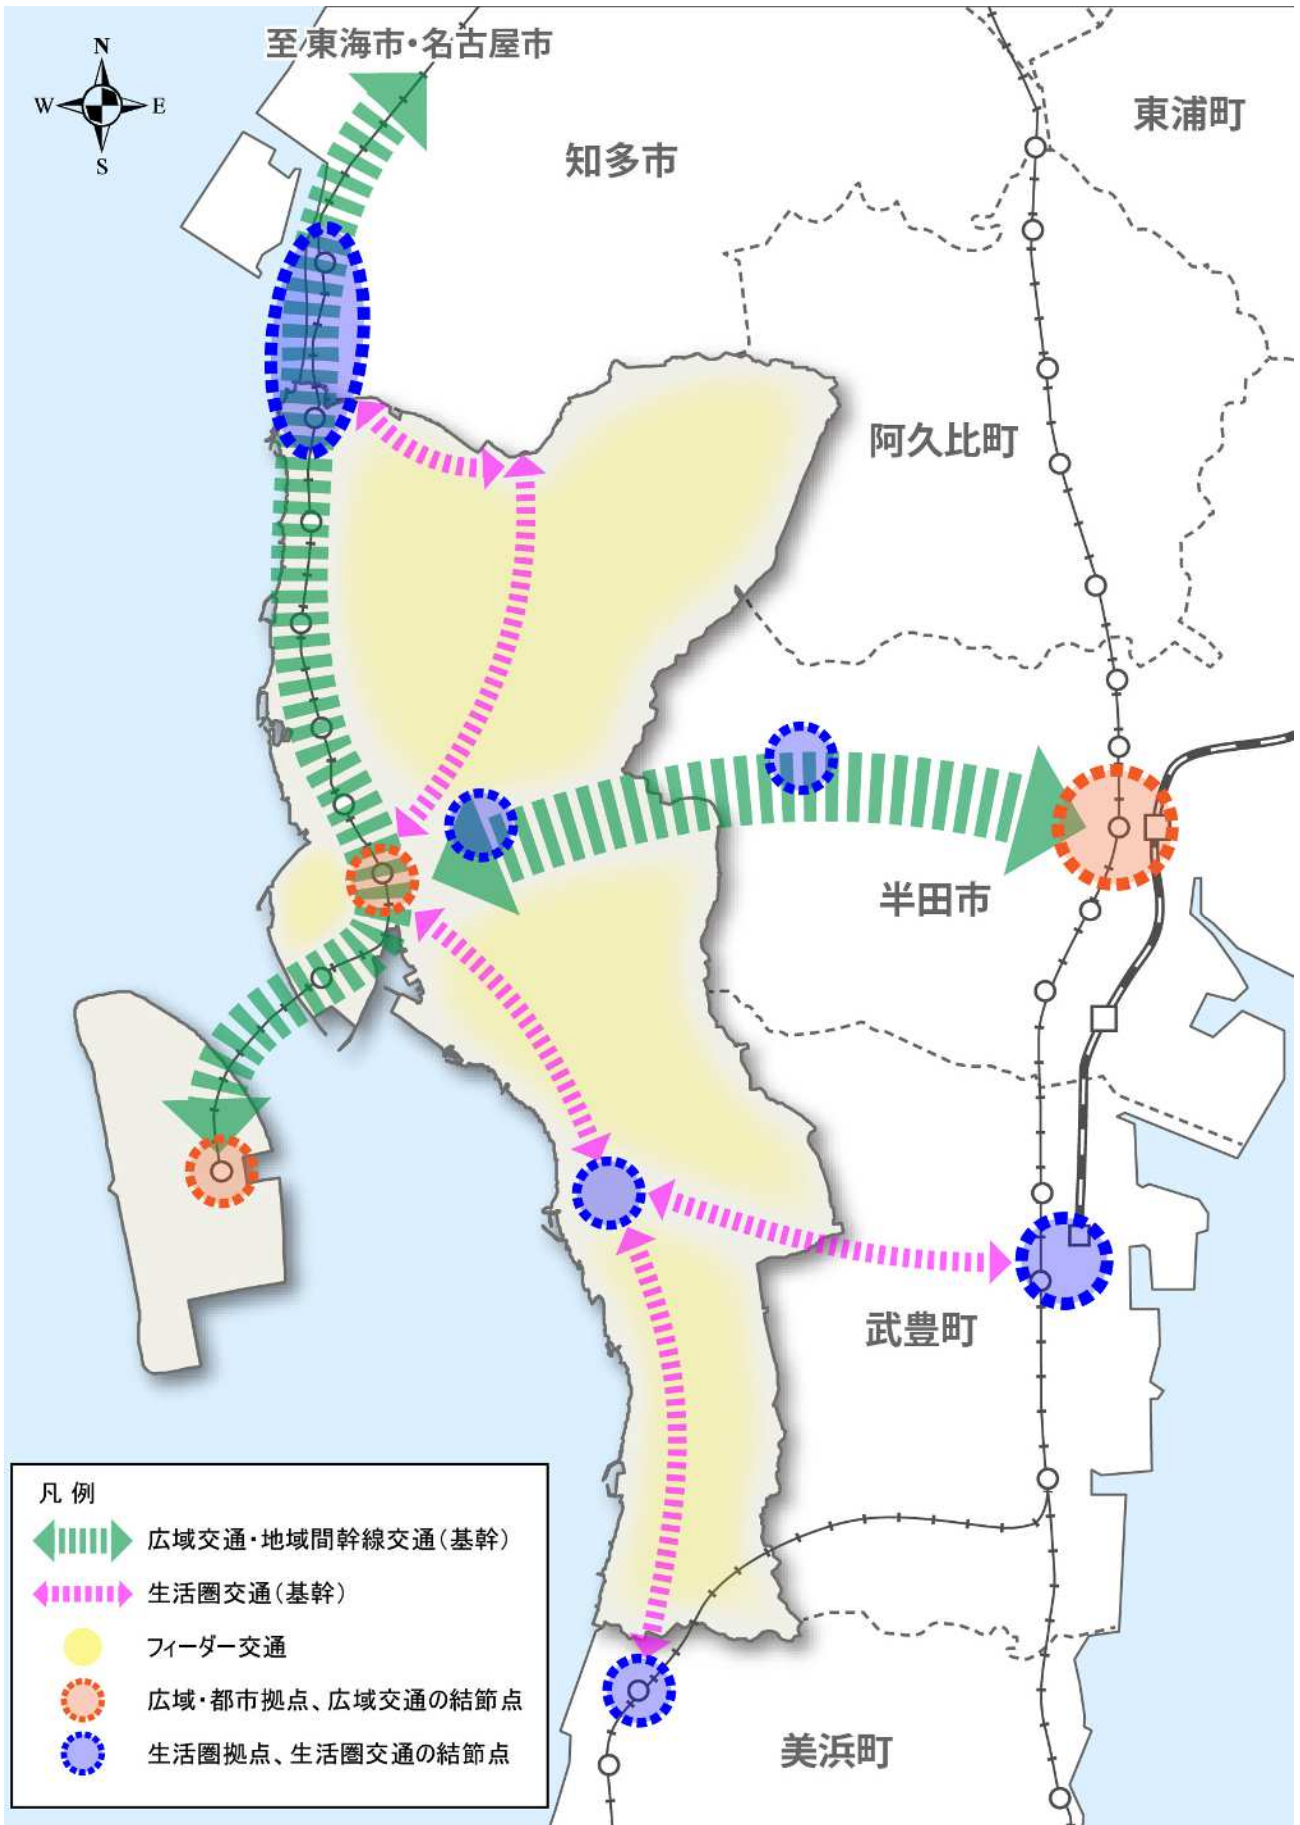 至 東海市・名古屋市
N
W E
S
東浦町
知多市
阿久比町
半田市
武豊町
美浜町
凡 例
広域交通・地域間幹線交通(基幹)
生活圏交通(基幹)
フィーダー交通
広域・都市拠点、広域交通の結節点
生活圏拠点、生活圏交通の結節点